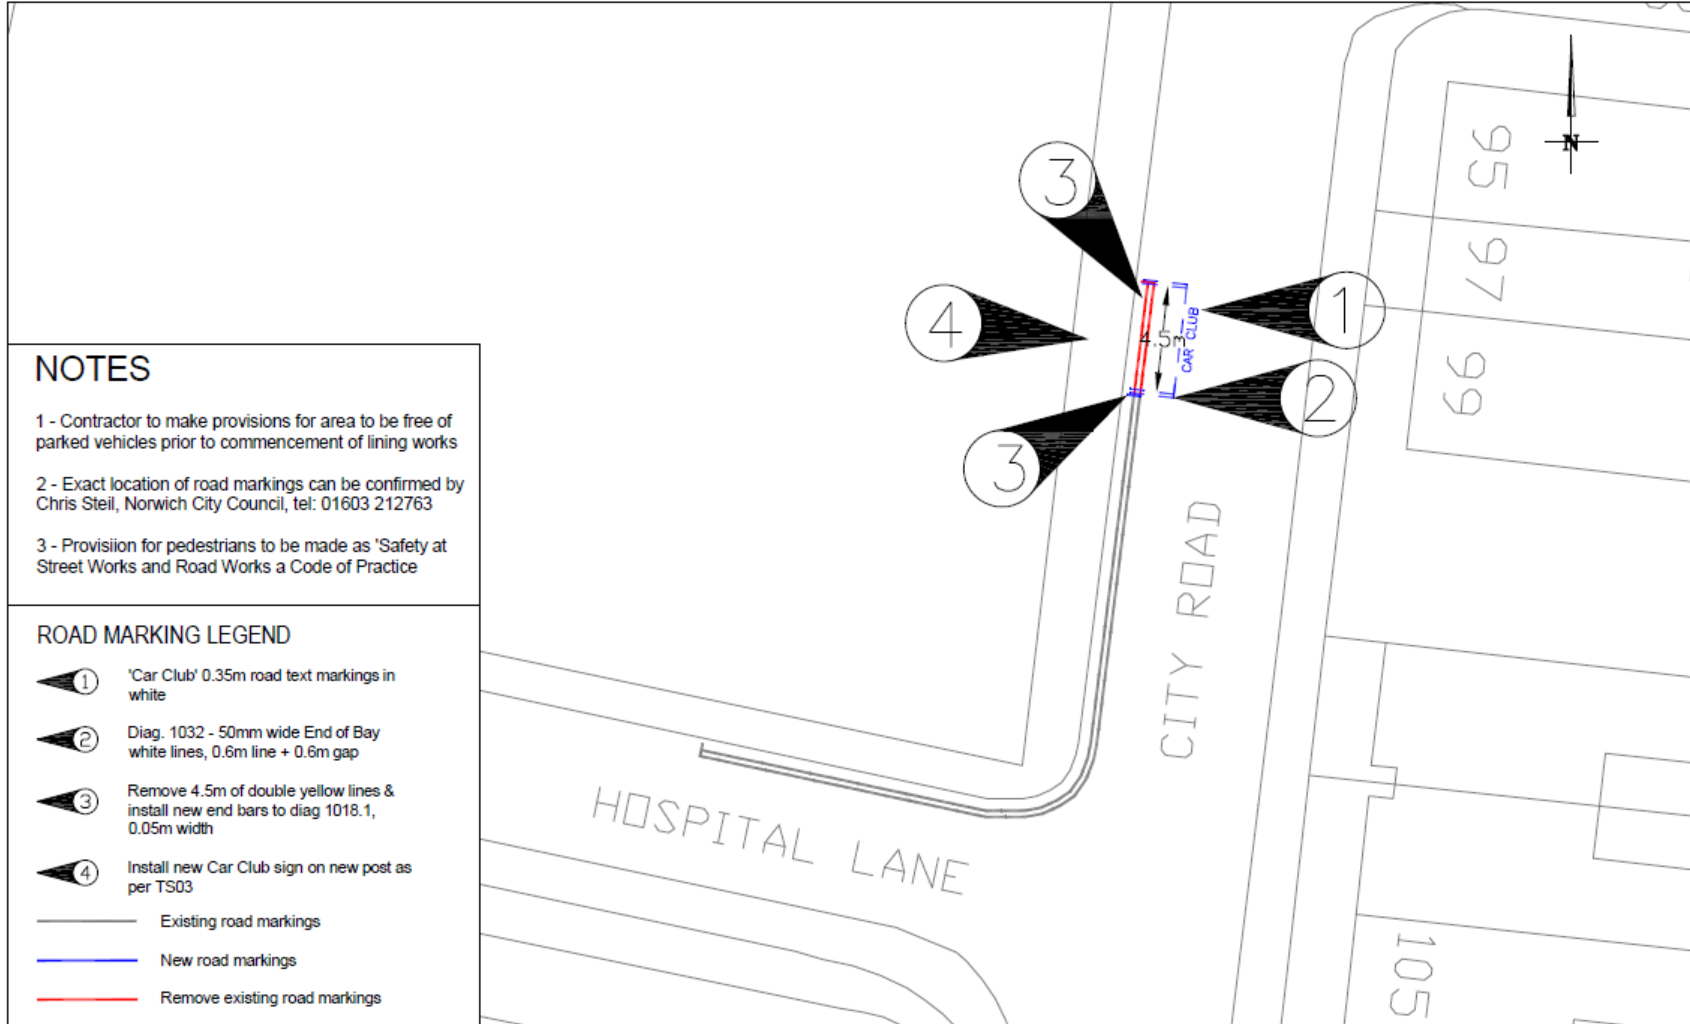 NOTES
1 - Contractor to make provisions for area to be free of
parked vehicles prior to commencement of lining works
2 - Exact location of road markings can be confirmed by
Chris Steil, Norwich City Council, tel: 01603 212763
3 - Provisiion for pedestrians to be made as 'Safety at
Street Works and Road Works a Code of Practice
ROAD MARKING LEGEND
1
'Car Club' 0.35m road text markings in
white
2
Diag. 1032 - 50mm wide End of Bay
white lines, 0.6m line + 0.6m gap
3
Remove 4.5m of double yellow lines &
install new end bars to diag 1018.1,
0.05m width
4
Install new Car Club sign on new post as
per TS03
Existing road markings
New road markings
Remove existing road markings
3
4
3
1
2
4.5m
CAR CLUB
CITY ROAD
HOSPITAL LANE
N
95
97
99
105